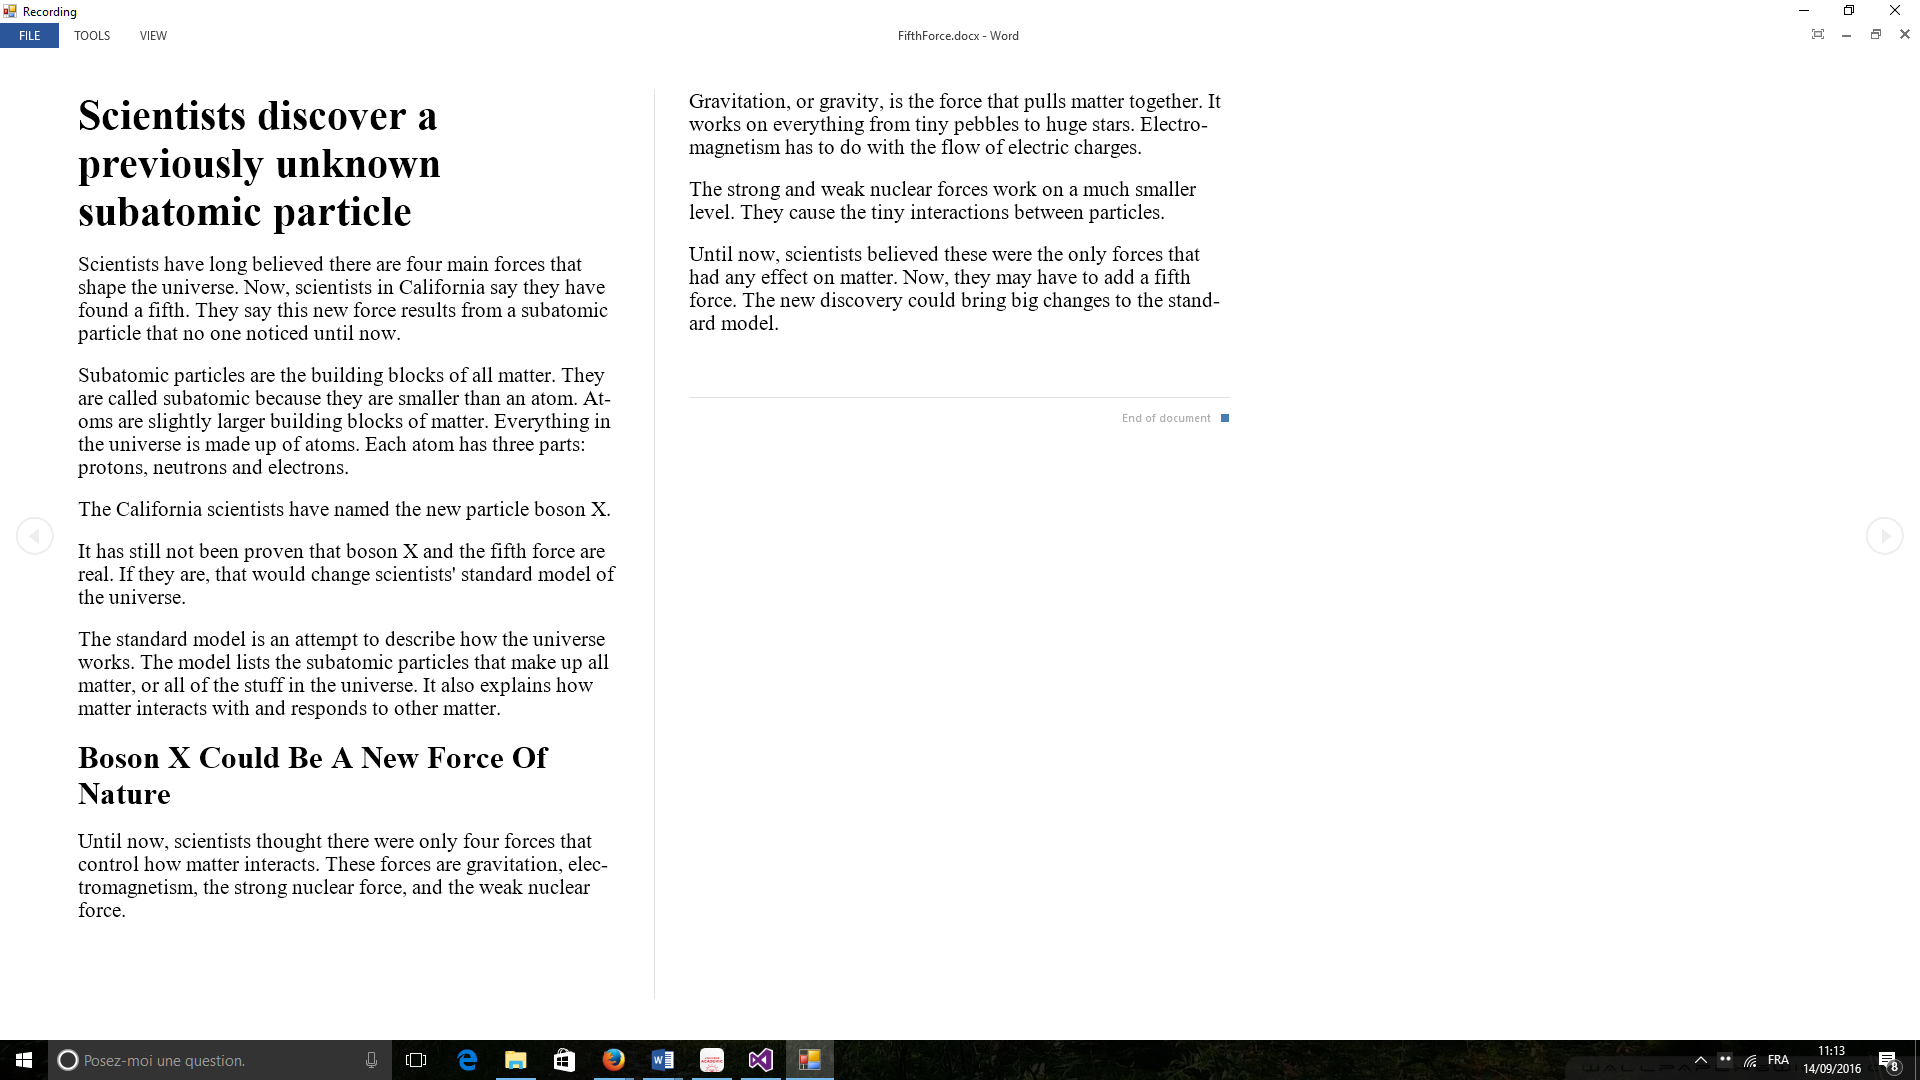 Recording
FILE TOOLS VIEW
FifthForce.docx - Word
Scientists discover a
previously unknown
subatomic particle
Scientists have long believed there are four main forces that
shape the universe. Now, scientists in California say they have
found a fifth. They say this new force results from a subatomic
particle that no one noticed until now.
Subatomic particles are the building blocks of all matter. They
are called subatomic because they are smaller than an atom. At-
oms are slightly larger building blocks of matter. Everything in
the universe is made up of atoms. Each atom has three parts:
protons, neutrons and electrons.
The California scientists have named the new particle boson X.
It has still not been proven that boson X and the fifth force are
real. If they are, that would change scientists' standard model of
the universe.
The standard model is an attempt to describe how the universe
works. The model lists the subatomic particles that make up all
matter, or all of the stuff in the universe. It also explains how
matter interacts with and responds to other matter.
Boson X Could Be A New Force Of
Nature
Until now, scientists thought there were only four forces that
control how matter interacts. These forces are gravitation, elec-
tromagnetism, the strong nuclear force, and the weak nuclear
force.
Gravitation, or gravity, is the force that pulls matter together. It
works on everything from tiny pebbles to huge stars. Electro-
magnetism has to do with the flow of electric charges.
The strong and weak nuclear forces work on a much smaller
level. They cause the tiny interactions between particles.
Until now, scientists believed these were the only forces that
had any effect on matter. Now, they may have to add a fifth
force. The new discovery could bring big changes to the stand-
ard model.
End of document
Posez-moi une question.
FRA
11:13
14/09/2016
8